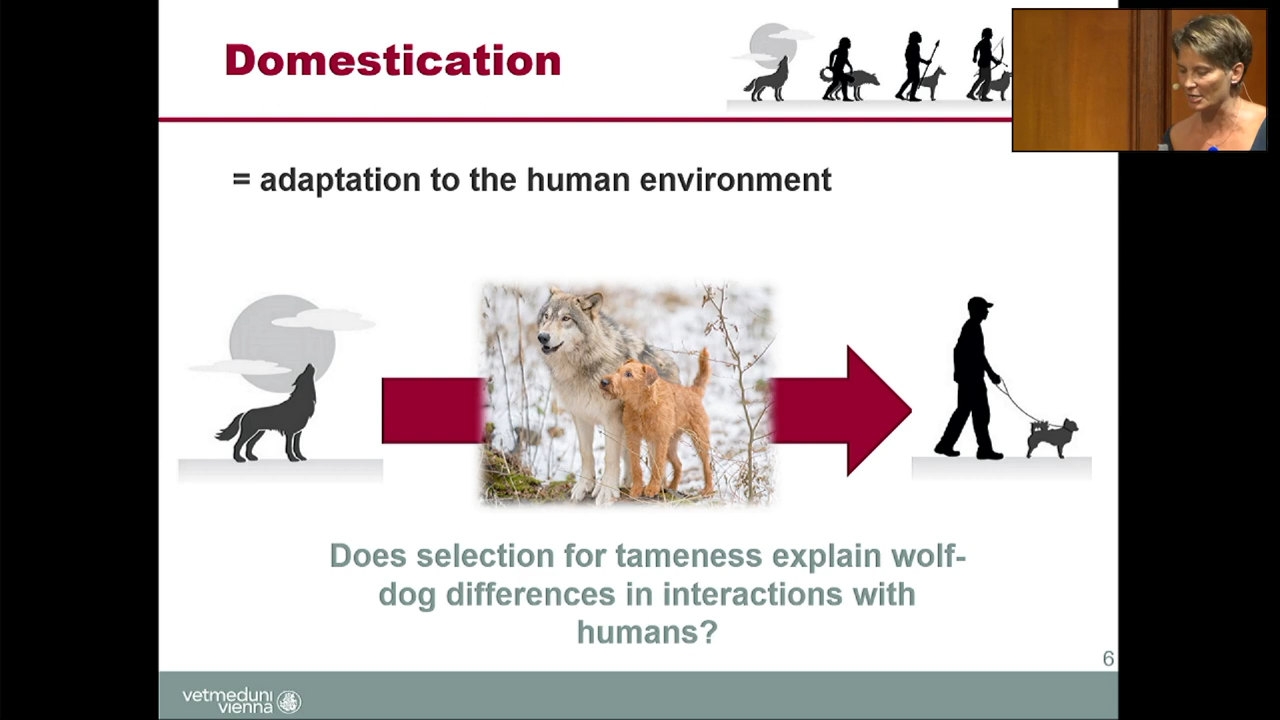 Domestication
= adaptation to the human environment
Does selection for tameness explain wolf-
dog differences in interactions with
humans?
6
vetmeduni
vienna